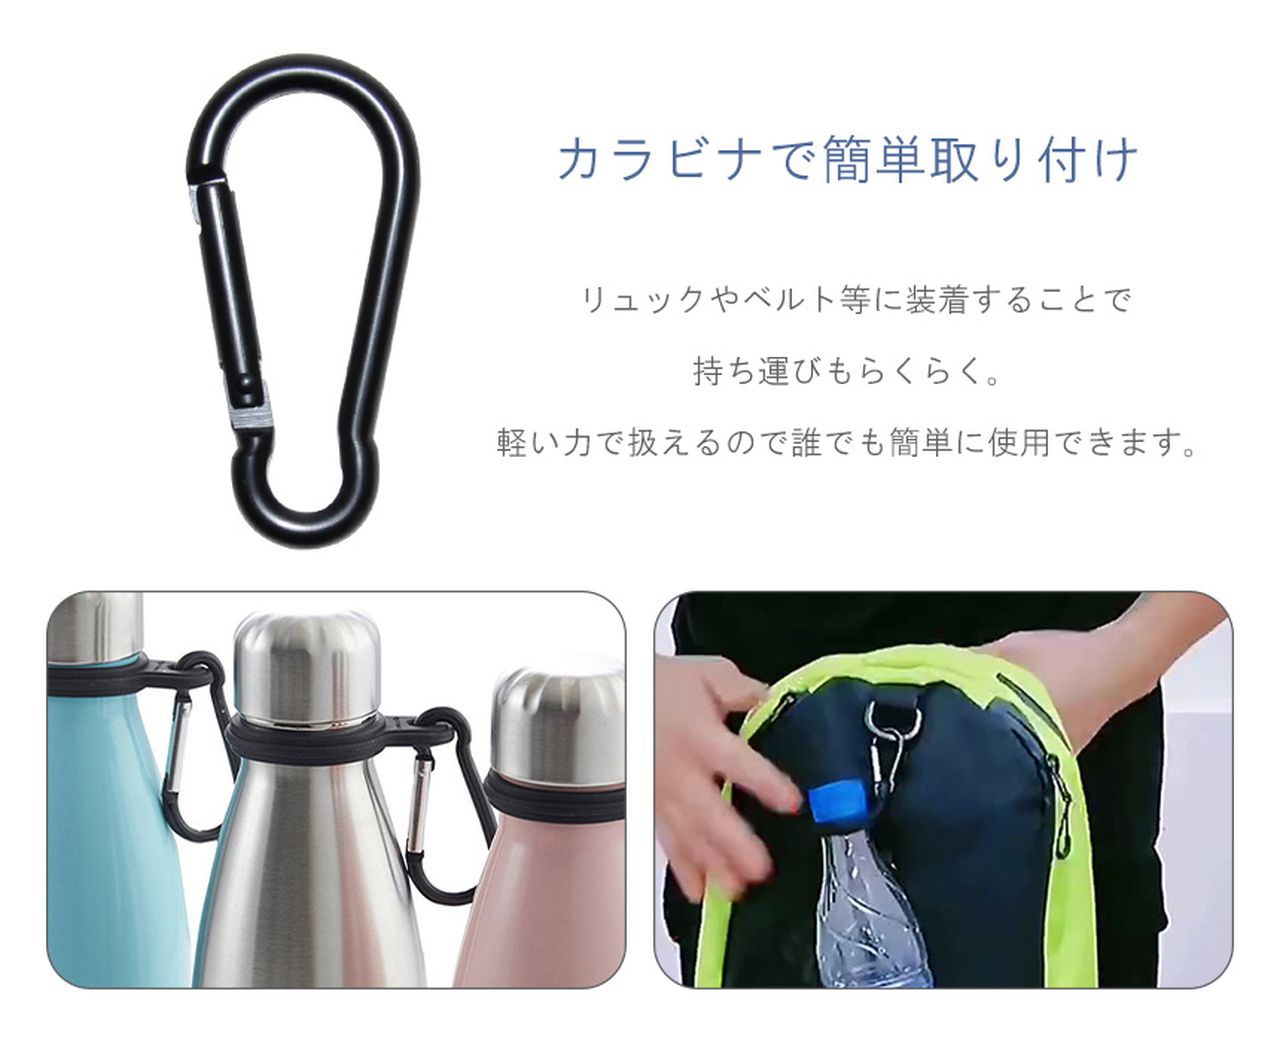 カラビナで簡単取り付け
リュックやベルト等に装着することで
持ち運びもらくらく。
軽い力で扱えるので誰でも簡単に使用できます。